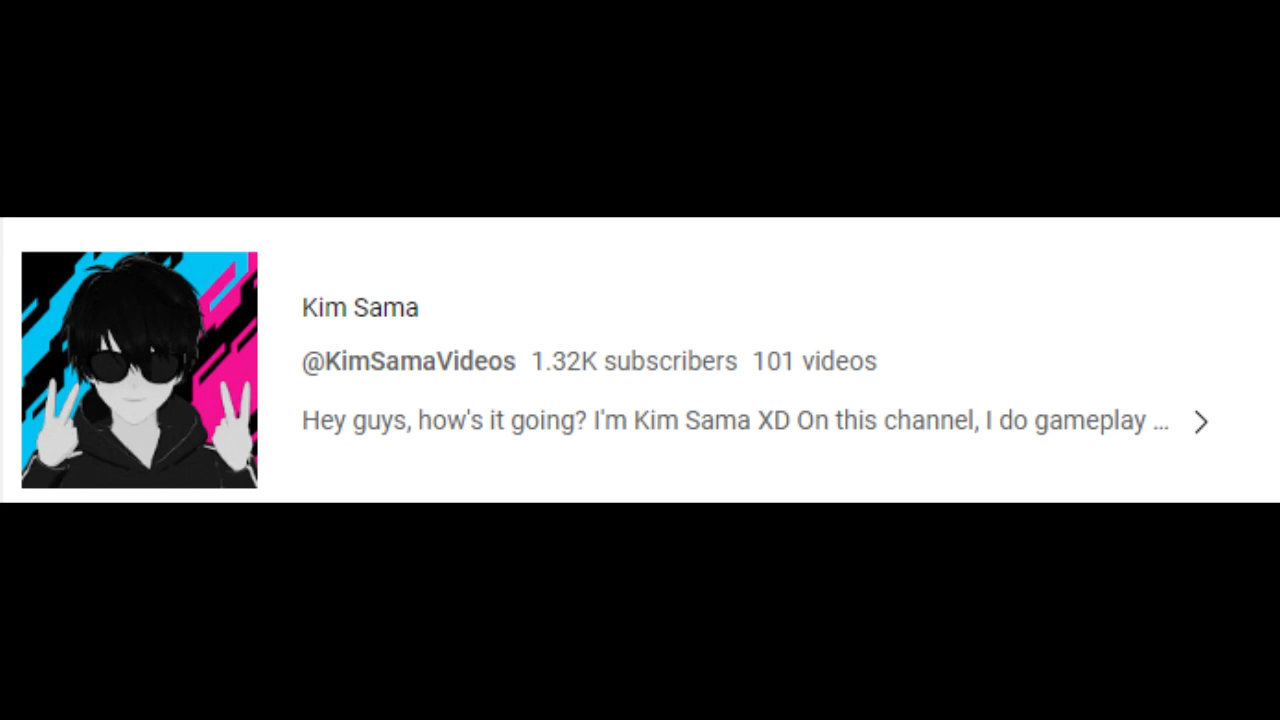 Kim Sama
@KimSamaVideos 1.32K subscribers 101 videos
Hey guys, how's it going? I'm Kim Sama XD On this channel, I do gameplay ...